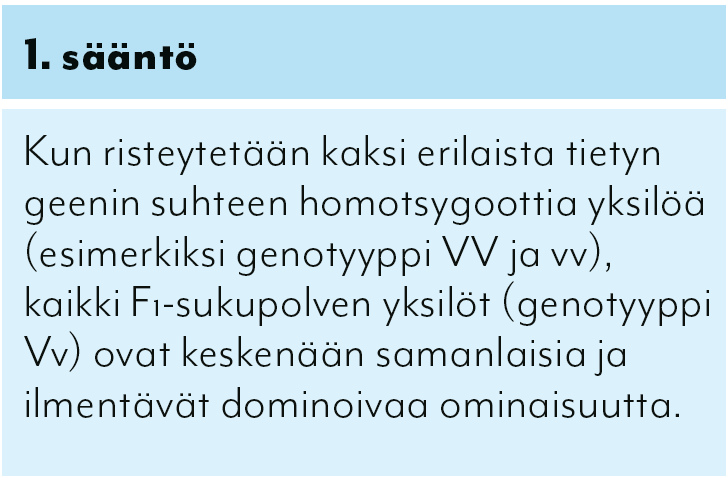 1. sääntö
Kun risteytetään kaksi erilaista tietyn
geenin suhteen homotsygoottia yksilöä
(esimerkiksi genotyyppi VV ja vv),
kaikki F1-sukupolven yksilöt (genotyyppi
Vv) ovat keskenään samanlaisia ja
ilmentävät dominoivaa ominaisuutta.